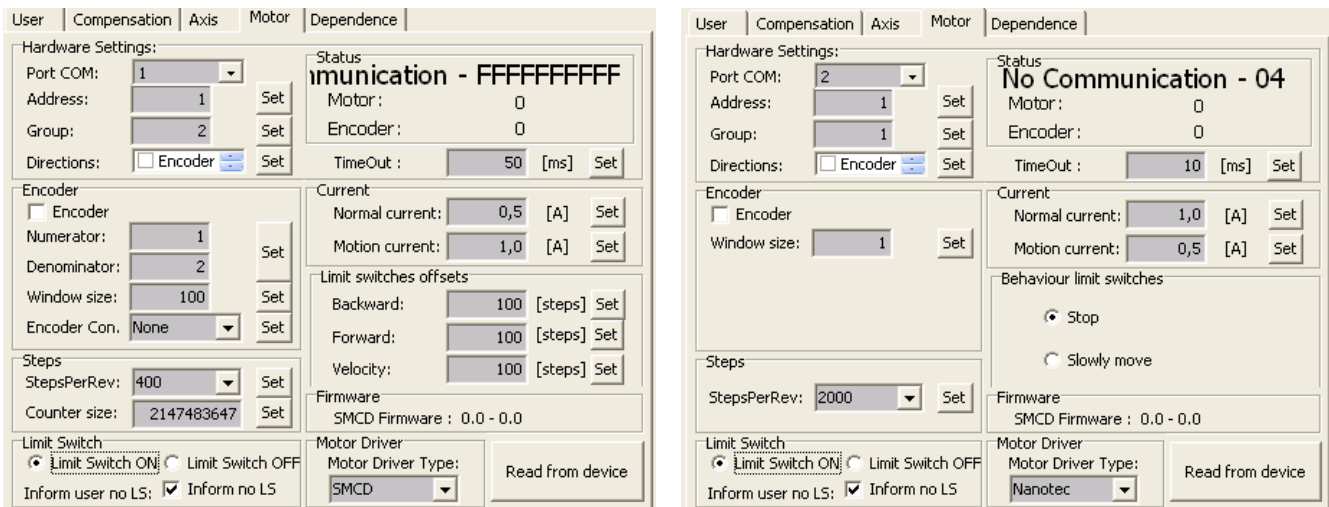 User Compensation Axis Motor Dependence
Hardware Settings:
Port COM: 1
Address: 1 Set
Group: 2 Set
Directions: Encoder Set
Status
munication - FFFFFFFFFF
Motor: 0
Encoder: 0
TimeOut : 50 [ms] Set
Encoder
Encoder
Numerator: 1
Denominator: 2
Set
Window size: 100 Set
Encoder Con. None Set
Current
Normal current: 0,5 [A] Set
Motion current: 1,0 [A] Set
Limit switches offsets
Backward: 100 [steps] Set
Forward: 100 [steps] Set
Velocity: 100 [steps] Set
Steps
StepsPerRev: 400 Set
Counter size: 2147483647 Set
Firmware
SMCD Firmware : 0.0 - 0.0
Limit Switch
Limit Switch ON Limit Switch OFF
Inform user no LS: Inform no LS
Motor Driver
Motor Driver Type:
SMCD
Read from device
User Compensation Axis Motor Dependence
Hardware Settings:
Port COM: 2
Address: 1 Set
Group: 1 Set
Directions: Encoder Set
Status
No Communication - 04
Motor: 0
Encoder: 0
TimeOut : 10 [ms] Set
Encoder
Encoder
Window size: 1 Set
Current
Normal current: 1,0 [A] Set
Motion current: 0,5 [A] Set
Behaviour limit switches
Stop
Slowly move
Steps
StepsPerRev: 2000 Set
Firmware
SMCD Firmware : 0.0 - 0.0
Limit Switch
Limit Switch ON Limit Switch OFF
Inform user no LS: Inform no LS
Motor Driver
Motor Driver Type:
Nanotec
Read from device